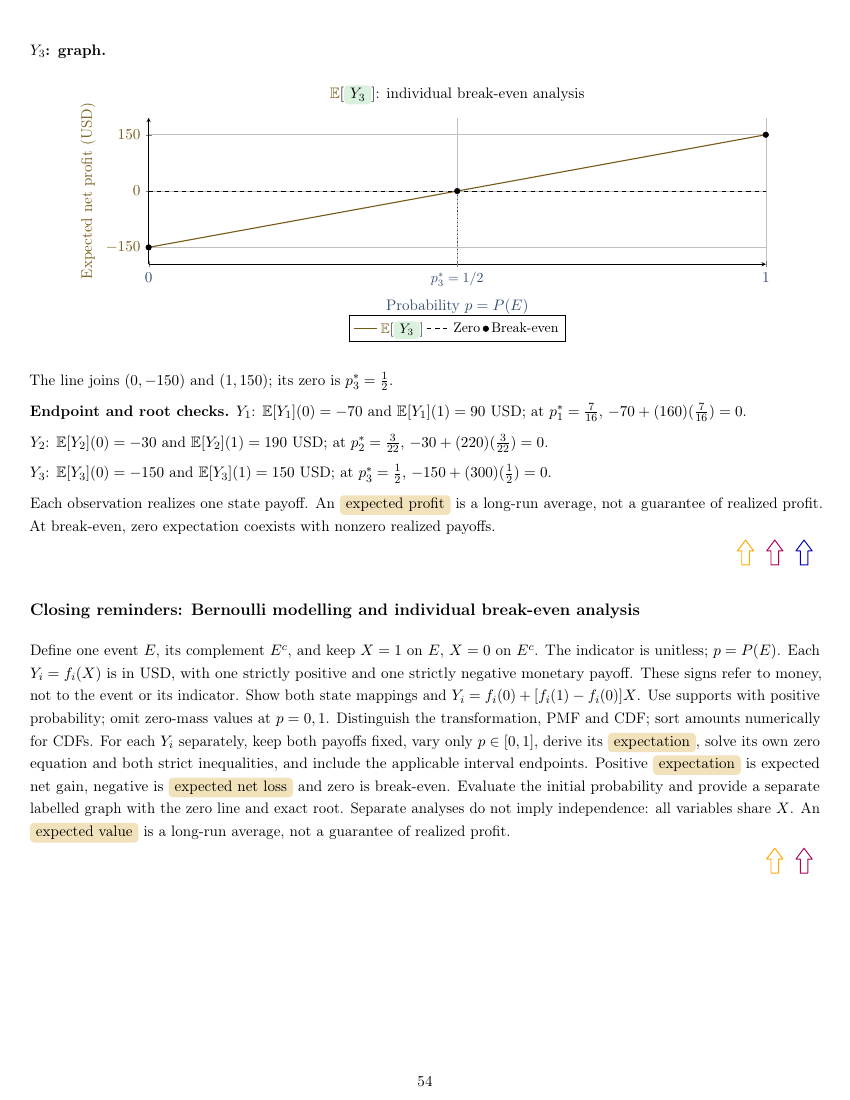 Y₃: graph.
𝔼[ Y₃ ]: individual break-even analysis
Expected net profit (USD)
150
0
−150
0
p₃* = 1/2
1
Probability p = P(E)
𝔼[ Y₃ ] Zero Break-even
The line joins (0, −150) and (1, 150); its zero is p₃* = 1/2.
Endpoint and root checks. Y₁: 𝔼[Y₁](0) = −70 and 𝔼[Y₁](1) = 90 USD; at p₁* = 7/16, −70 + (160)(7/16) = 0.
Y₂: 𝔼[Y₂](0) = −30 and 𝔼[Y₂](1) = 190 USD; at p₂* = 3/22, −30 + (220)(3/22) = 0.
Y₃: 𝔼[Y₃](0) = −150 and 𝔼[Y₃](1) = 150 USD; at p₃* = 1/2, −150 + (300)(1/2) = 0.
Each observation realizes one state payoff. An expected profit is a long-run average, not a guarantee of realized profit.
At break-even, zero expectation coexists with nonzero realized payoffs.
Closing reminders: Bernoulli modelling and individual break-even analysis
Define one event E, its complement Eᶜ, and keep X = 1 on E, X = 0 on Eᶜ. The indicator is unitless; p = P(E). Each
Yᵢ = fᵢ(X) is in USD, with one strictly positive and one strictly negative monetary payoff. These signs refer to money,
not to the event or its indicator. Show both state mappings and Yᵢ = fᵢ(0) + [fᵢ(1) − fᵢ(0)]X. Use supports with positive
probability; omit zero-mass values at p = 0, 1. Distinguish the transformation, PMF and CDF; sort amounts numerically
for CDFs. For each Yᵢ separately, keep both payoffs fixed, vary only p ∈ [0, 1], derive its expectation, solve its own zero
equation and both strict inequalities, and include the applicable interval endpoints. Positive expectation is expected
net gain, negative is expected net loss and zero is break-even. Evaluate the initial probability and provide a separate
labelled graph with the zero line and exact root. Separate analyses do not imply independence: all variables share X. An
expected value is a long-run average, not a guarantee of realized profit.
54